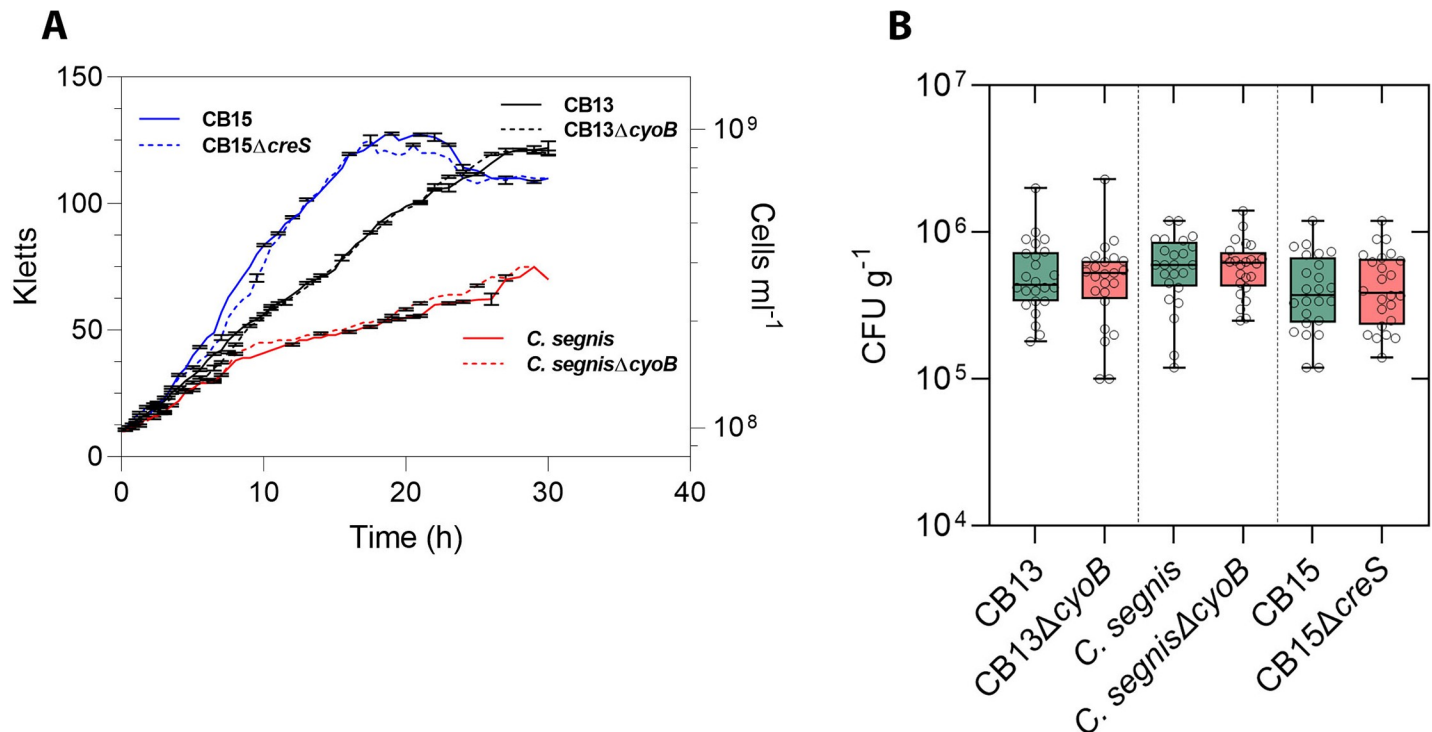 A
150
100
50
0
Kletts
0
10
20
30
40
Time (h)
10⁹
10⁸
Cells ml⁻¹
CB15
CB15ΔcreS
CB13
CB13ΔcyoB
C. segnis
C. segnisΔcyoB
B
10⁷
10⁶
10⁵
10⁴
CFU g⁻¹
CB13
CB13ΔcyoB
C. segnis
C. segnisΔcyoB
CB15
CB15ΔcreS